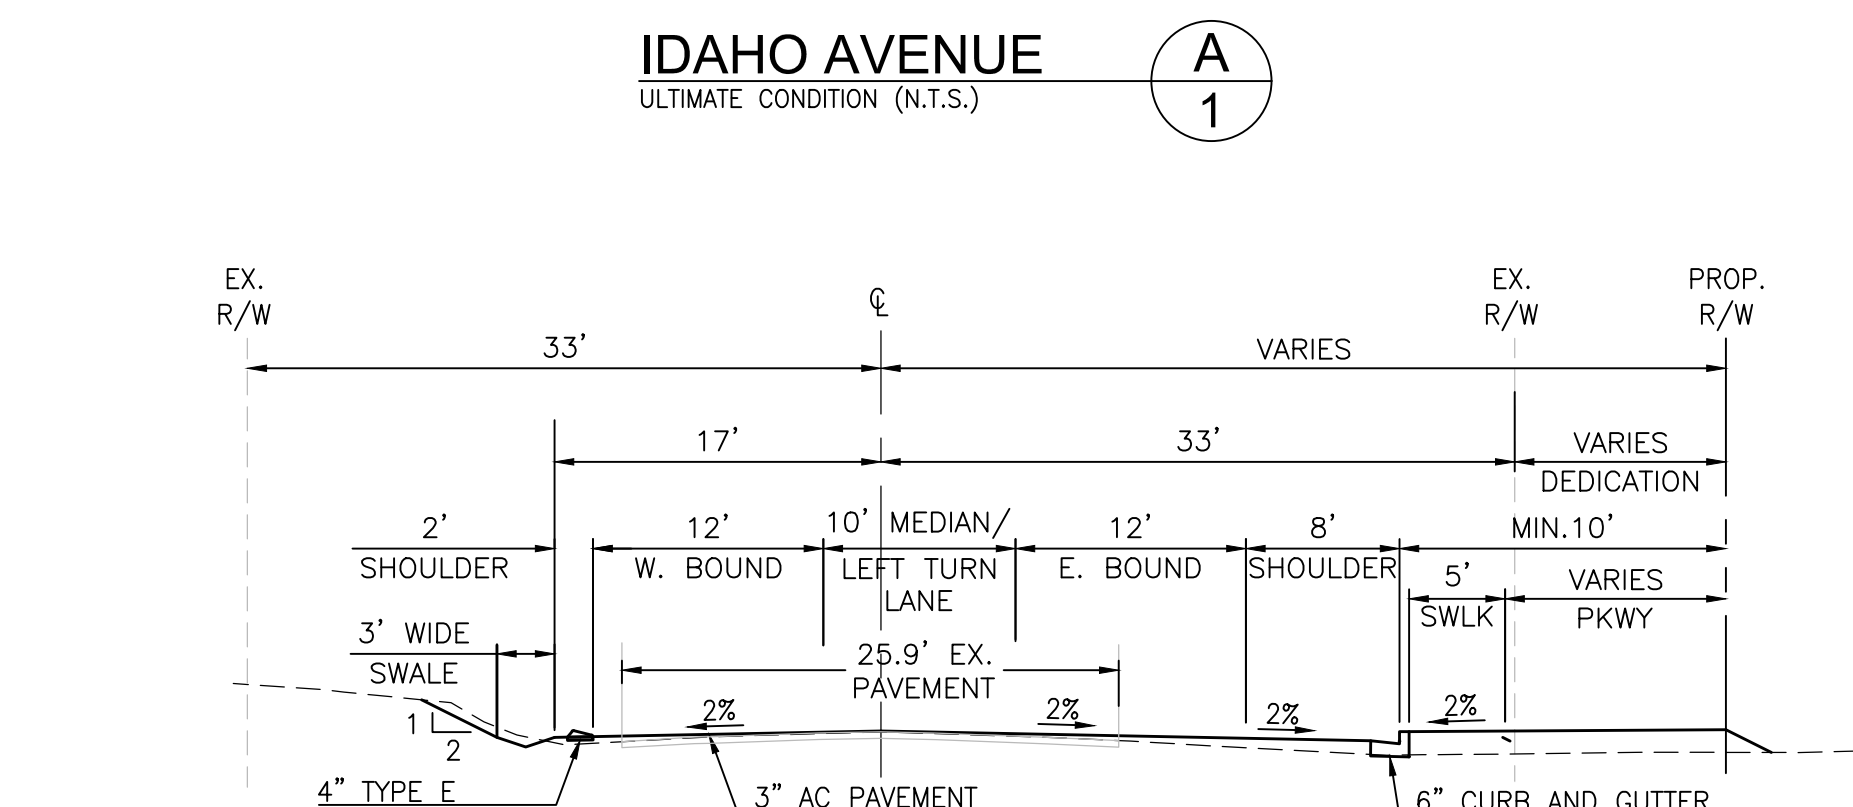 IDAHO AVENUE
A
ULTIMATE CONDITION (N.T.S.)
1
EX.
R/W
℄
EX.
R/W
PROP.
R/W
33'
VARIES
17'
33'
VARIES
DEDICATION
2'
SHOULDER
12'
W. BOUND
10' MEDIAN/
LEFT TURN
LANE
12'
E. BOUND
8'
SHOULDER
MIN.10'
5'
SWLK
VARIES
PKWY
3' WIDE
SWALE
25.9' EX.
PAVEMENT
2%
2%
2%
2%
1
2
4" TYPE E
3" AC PAVEMENT
6" CURB AND GUTTER